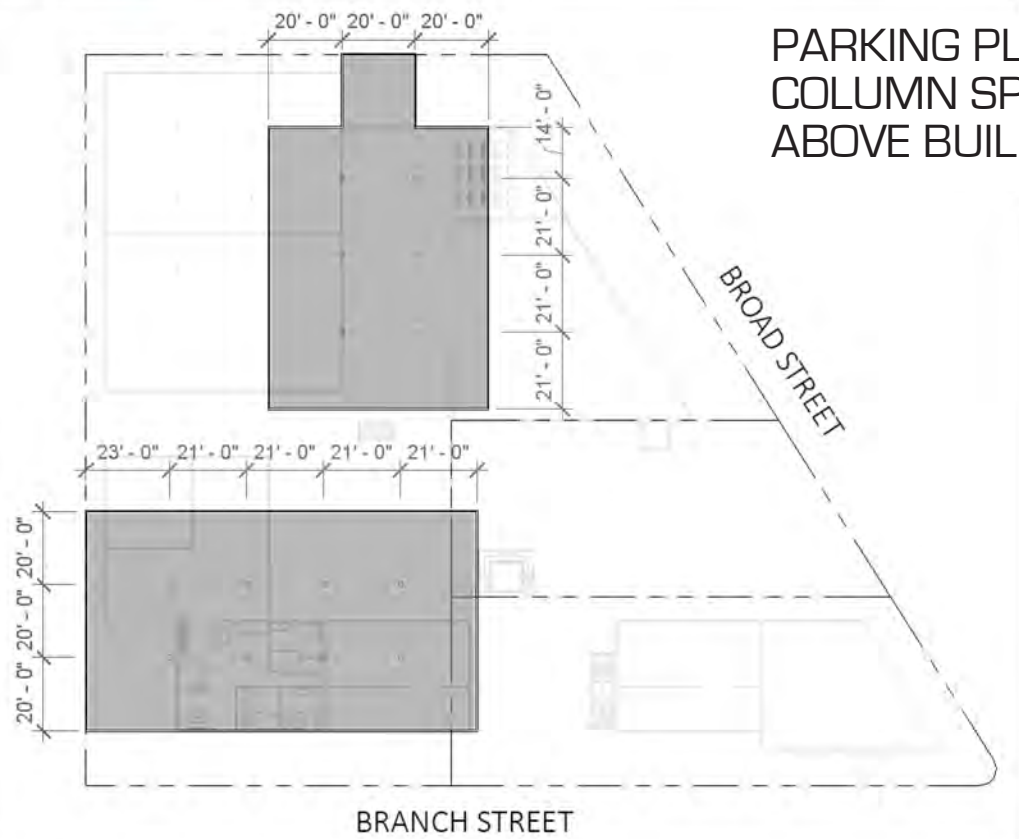 20' - 0" 20' - 0" 20' - 0"
PARKING PL
COLUMN SP
ABOVE BUIL
14' - 0"
21' - 0"
21' - 0"
21' - 0"
BROAD STREET
23' - 0" 21' - 0" 21' - 0" 21' - 0" 21' - 0"
20' - 0"
20' - 0"
20' - 0"
BRANCH STREET